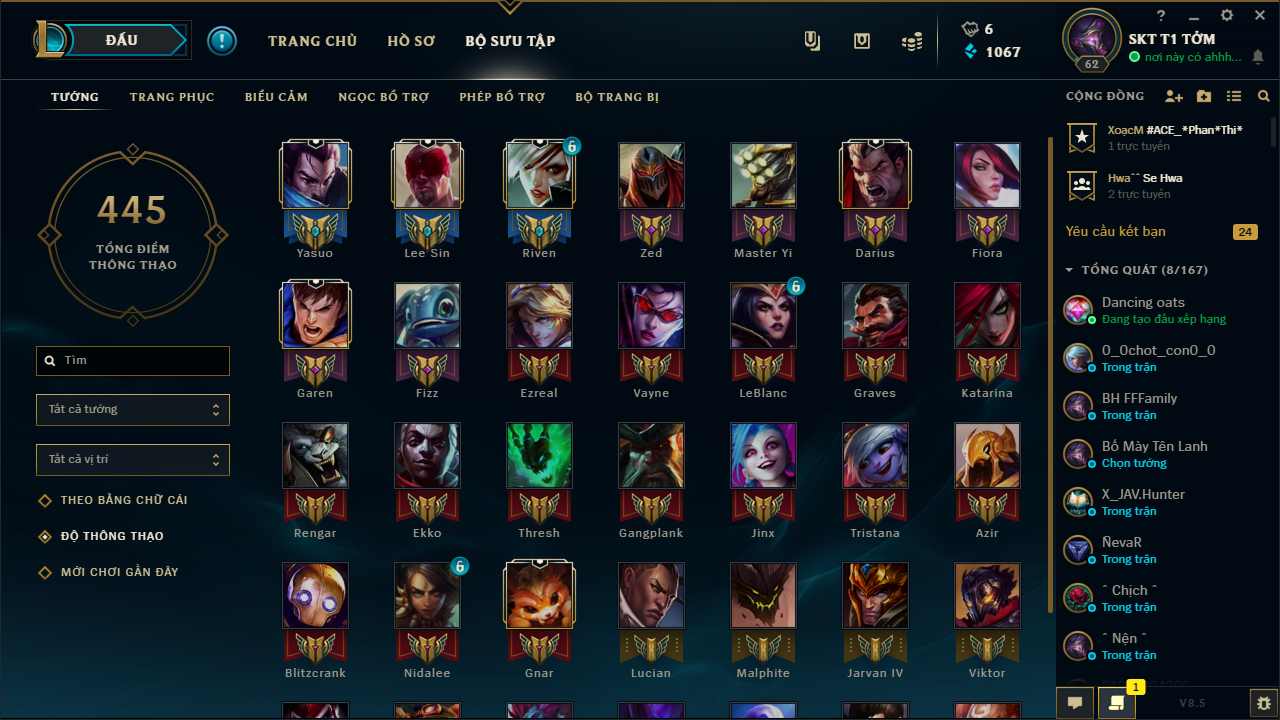 ĐẤU
!
TRANG CHỦ
HỒ SƠ
BỘ SƯU TẬP
6
1067
?
62
SKT T1 TỞM
nơi này có ahhh...
TƯỚNG
TRANG PHỤC
BIỂU CẢM
NGỌC BỔ TRỢ
PHÉP BỔ TRỢ
BỘ TRANG BỊ
445
TỔNG ĐIỂM
THÔNG THẠO
Tìm
Tất cả tướng
Tất cả vị trí
THEO BẢNG CHỮ CÁI
ĐỘ THÔNG THẠO
MỚI CHƠI GẦN ĐÂY
6
Yasuo
Lee Sin
Riven
Zed
Master Yi
Darius
Fiora
6
Garen
Fizz
Ezreal
Vayne
LeBlanc
Graves
Katarina
Rengar
Ekko
Thresh
Gangplank
Jinx
Tristana
Azir
6
Blitzcrank
Nidalee
Gnar
Lucian
Malphite
Jarvan IV
Viktor
CỘNG ĐỒNG
XoạcM #ACE_*Phan*Thi*
1 trực tuyến
Hwaˆˆ Se Hwa
2 trực tuyến
Yêu cầu kết bạn
24
TỔNG QUÁT (8/167)
Dancing oats
Đang tạo đấu xếp hạng
0_0chot_con0_0
Trong trận
BH FFFamily
Trong trận
Bố Mày Tên Lanh
Chọn tướng
X_JAV.Hunter
Trong trận
ÑevaR
Trong trận
ˆ Chịch ˆ
Trong trận
ˆ Nện ˆ
Trong trận
1
V8.5